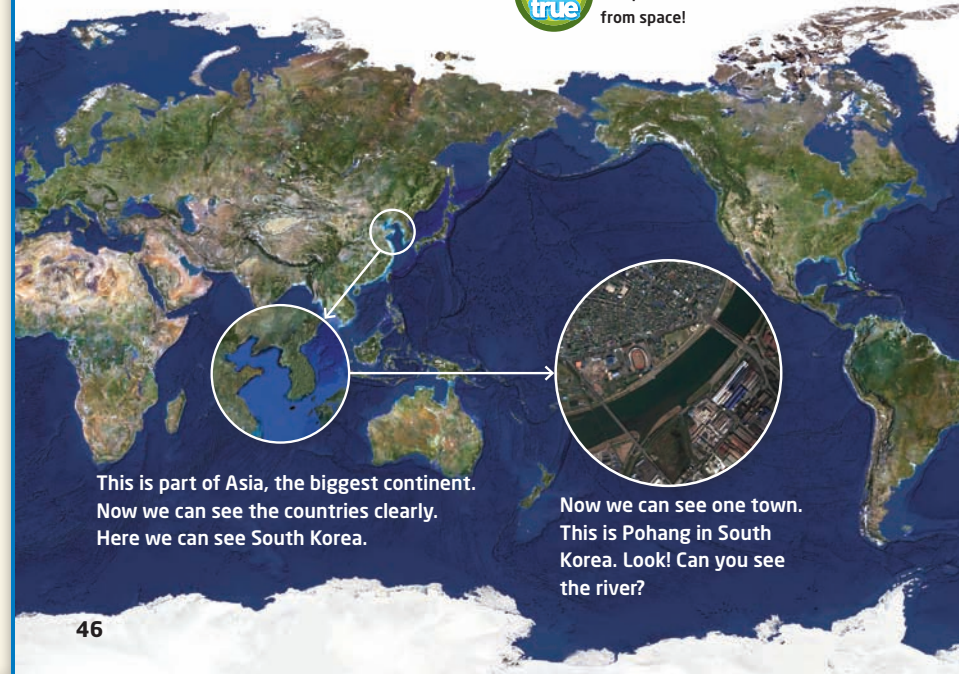 true
from space!
This is part of Asia, the biggest continent.
Now we can see the countries clearly.
Here we can see South Korea.
Now we can see one town.
This is Pohang in South
Korea. Look! Can you see
the river?
46